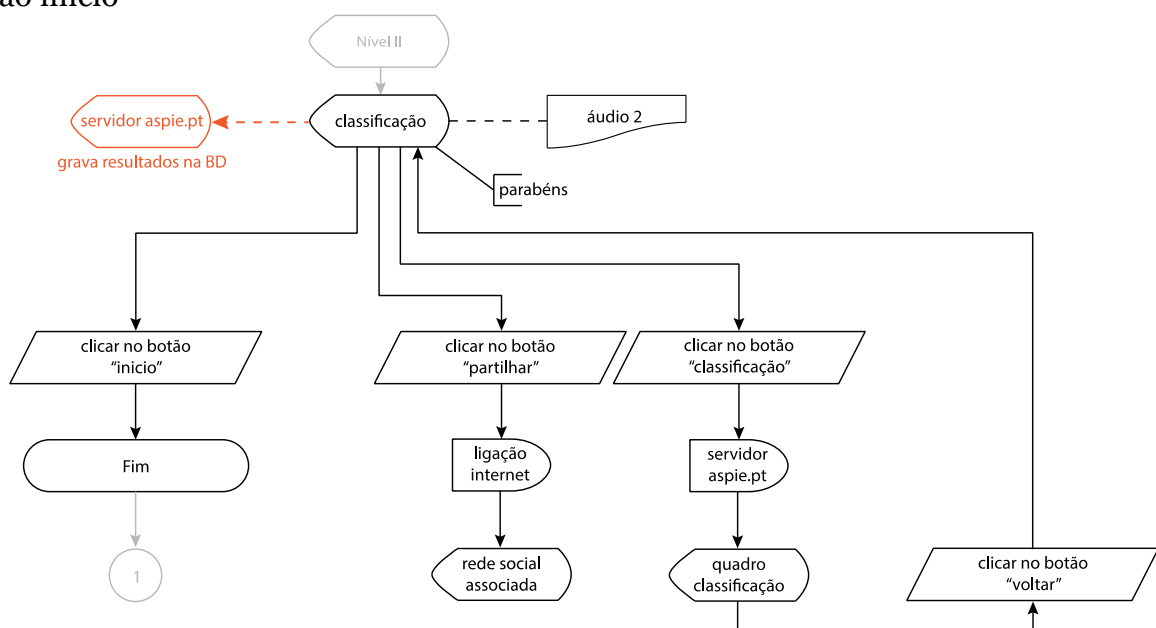 ao início
Nível II
servidor aspie.pt
classificação
áudio 2
grava resultados na BD
parabéns
clicar no botão
“inicio”
clicar no botão
“partilhar”
clicar no botão
“classificação”
Fim
ligação
internet
servidor
aspie.pt
1
rede social
associada
quadro
classificação
clicar no botão
“voltar”